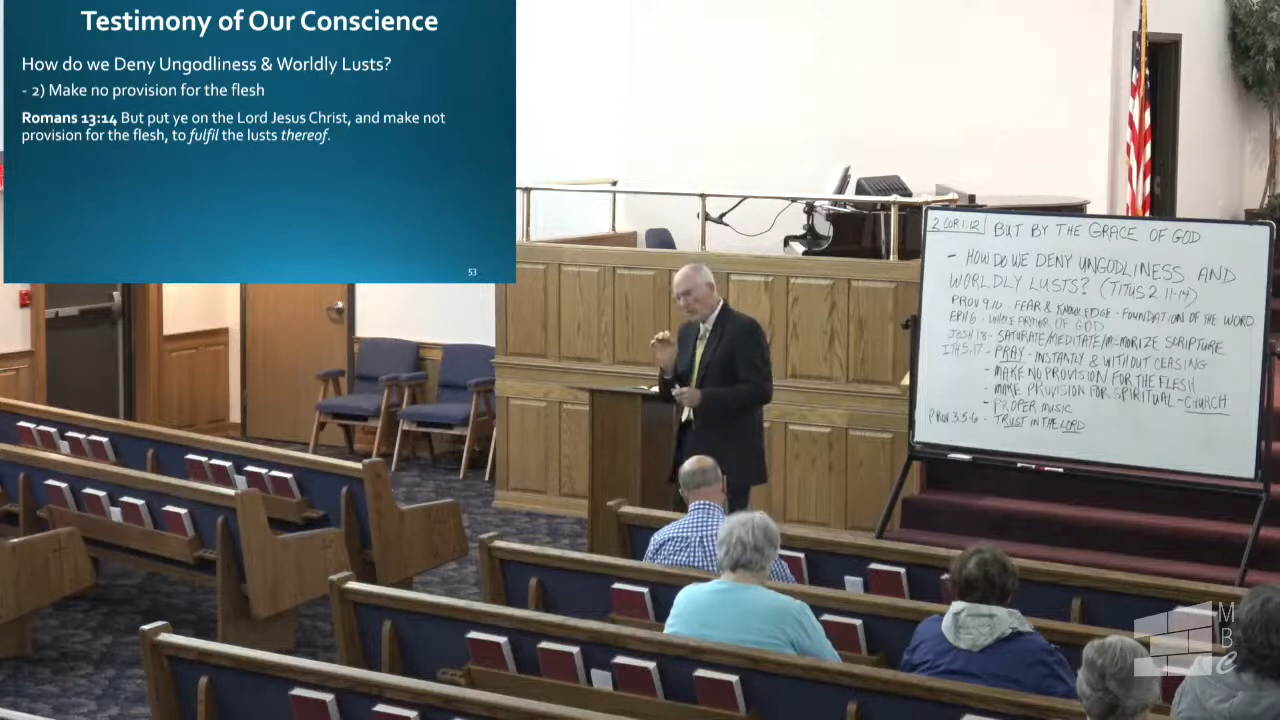 Testimony of Our Conscience
How do we Deny Ungodliness & Worldly Lusts?
- 2) Make no provision for the flesh
Romans 13:14 But put ye on the Lord Jesus Christ, and make not
provision for the flesh, to fulfil the lusts thereof.
53
2 COR 1:12 BUT BY THE GRACE OF GOD
- HOW DO WE DENY UNGODLINESS AND
WORLDLY LUSTS? (TITUS 2 11-14)
PROV 9:10 FEAR & KNOWLEDGE - FOUNDATION OF THE WORD
EPH 6 - WHOLE ARMOR OF GOD
JOSH 1:8 - SATURATE/MEDITATE/MEMORIZE SCRIPTURE
I TH 5:17 - PRAY - INSTANTLY & WITHOUT CEASING
- MAKE NO PROVISION FOR THE FLESH
- MAKE PROVISION FOR SPIRITUAL - CHURCH
- PROPER MUSIC
PROV 3:5-6 - TRUST IN THE LORD
M
B
C